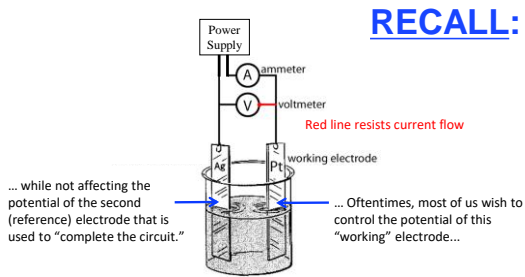 RECALL:
Power
Supply
A
ammeter
V
voltmeter
Red line resists current flow
Ag
Pt
working electrode
… while not affecting the
potential of the second
(reference) electrode that is
used to “complete the circuit.”
… Oftentimes, most of us wish to
control the potential of this
“working” electrode...